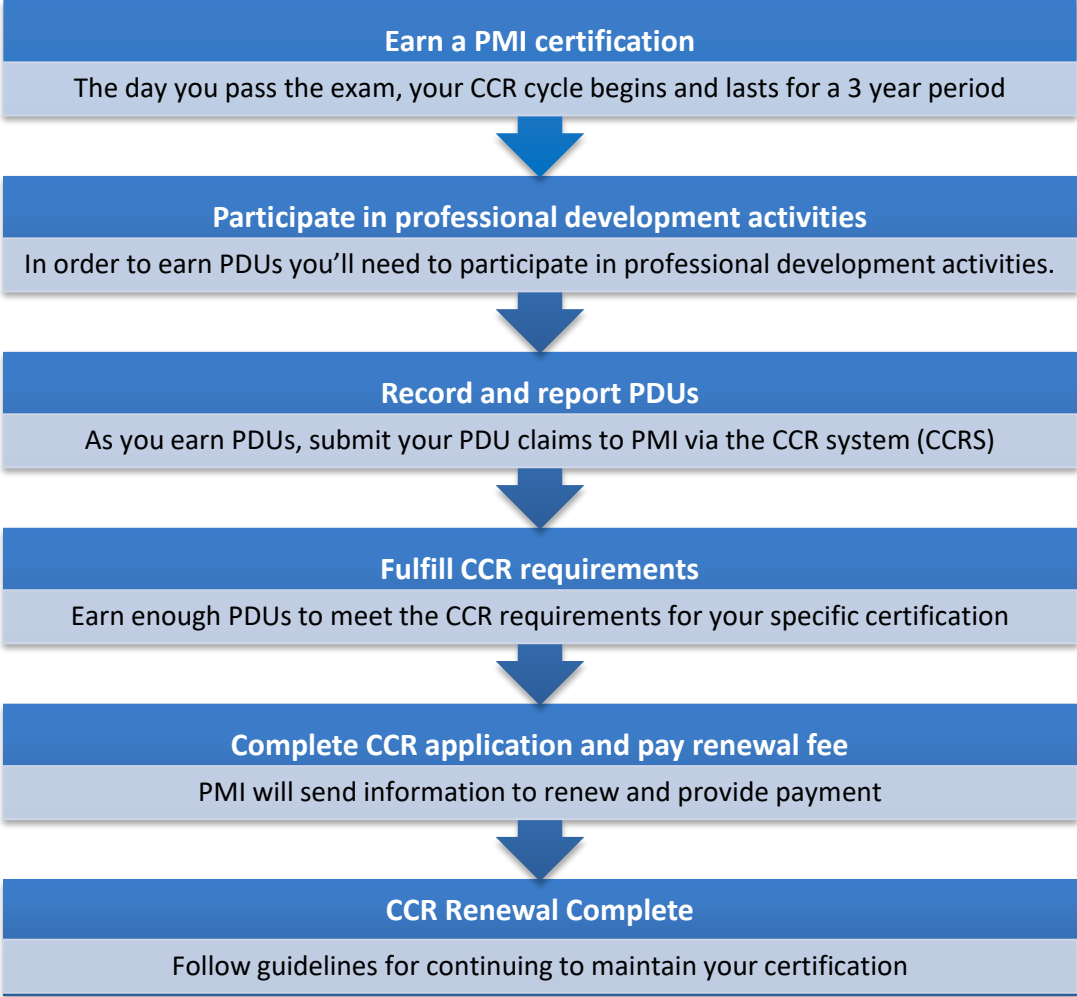 Earn a PMI certification
The day you pass the exam, your CCR cycle begins and lasts for a 3 year period
Participate in professional development activities
In order to earn PDUs you’ll need to participate in professional development activities.
Record and report PDUs
As you earn PDUs, submit your PDU claims to PMI via the CCR system (CCRS)
Fulfill CCR requirements
Earn enough PDUs to meet the CCR requirements for your specific certification
Complete CCR application and pay renewal fee
PMI will send information to renew and provide payment
CCR Renewal Complete
Follow guidelines for continuing to maintain your certification